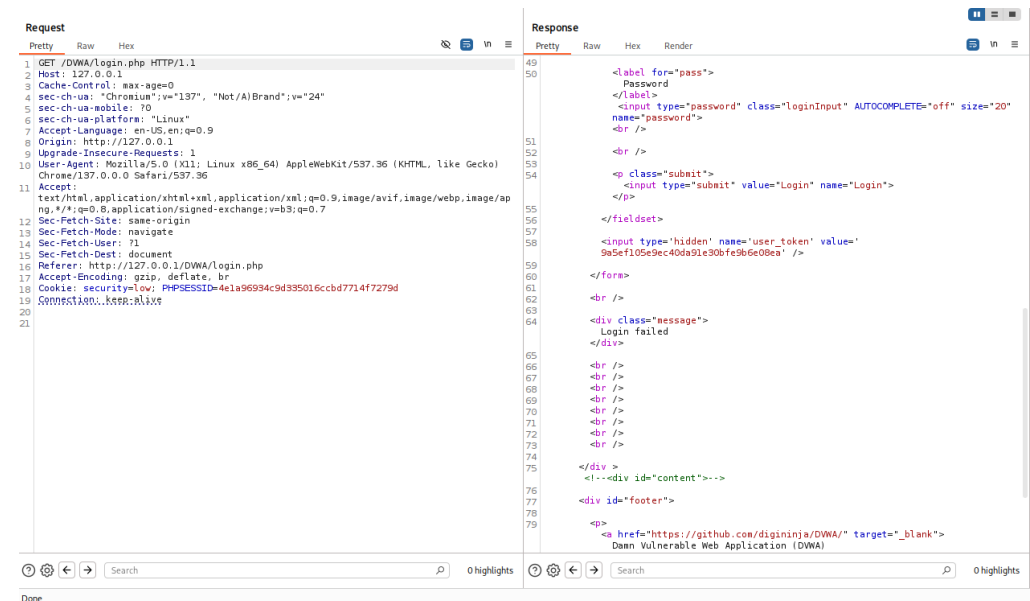 Request
Pretty Raw Hex \n
1 GET /DVWA/login.php HTTP/1.1
2 Host: 127.0.0.1
3 Cache-Control: max-age=0
4 sec-ch-ua: "Chromium";v="137", "Not/A)Brand";v="24"
5 sec-ch-ua-mobile: ?0
6 sec-ch-ua-platform: "Linux"
7 Accept-Language: en-US,en;q=0.9
8 Origin: http://127.0.0.1
9 Upgrade-Insecure-Requests: 1
10 User-Agent: Mozilla/5.0 (X11; Linux x86_64) AppleWebKit/537.36 (KHTML, like Gecko)
Chrome/137.0.0.0 Safari/537.36
11 Accept:
text/html,application/xhtml+xml,application/xml;q=0.9,image/avif,image/webp,image/ap
ng,*/*;q=0.8,application/signed-exchange;v=b3;q=0.7
12 Sec-Fetch-Site: same-origin
13 Sec-Fetch-Mode: navigate
14 Sec-Fetch-User: ?1
15 Sec-Fetch-Dest: document
16 Referer: http://127.0.0.1/DVWA/login.php
17 Accept-Encoding: gzip, deflate, br
18 Cookie: security=low; PHPSESSID=4e1a96934c9d335016ccbd7714f7279d
19 Connection: keep-alive
20
21
Search
0 highlights
Response
Pretty Raw Hex Render \n
49
50 <label for="pass">
Password
</label>
<input type="password" class="loginInput" AUTOCOMPLETE="off" size="20"
name="password">
<br />
51
52 <br />
53
54 <p class="submit">
<input type="submit" value="Login" name="Login">
</p>
55
56 </fieldset>
57
58 <input type='hidden' name='user_token' value='
9a5ef105e9ec40da91e30bfe9b6e08ea' />
59
60 </form>
61
62 <br />
63
64 <div class="message">
Login failed
</div>
65
66 <br />
67 <br />
68 <br />
69 <br />
70 <br />
71 <br />
72 <br />
73 <br />
74
75 </div >
<!--<div id="content">-->
76
77 <div id="footer">
78
79 <p>
<a href="https://github.com/digininja/DVWA/" target="_blank">
Damn Vulnerable Web Application (DVWA)
Search
0 highlights
Done